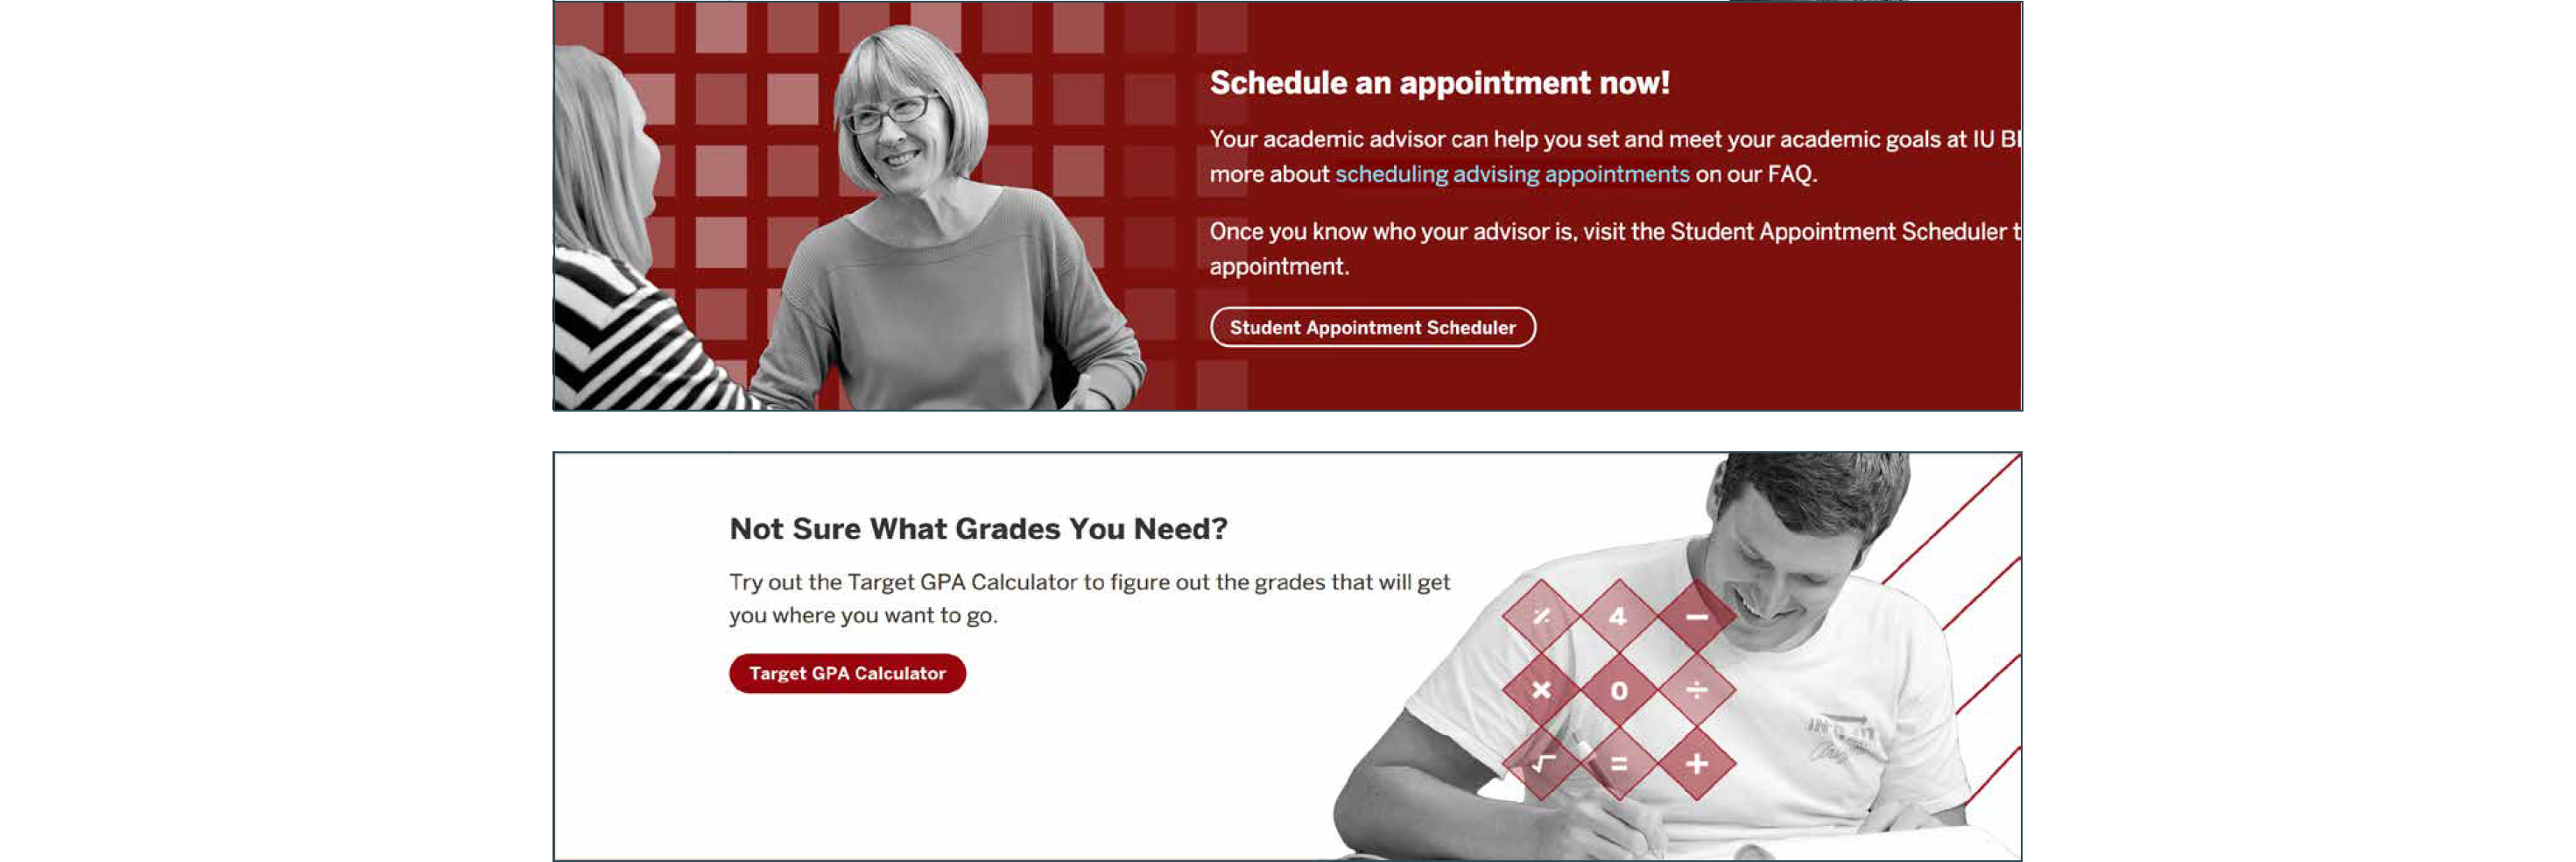 Schedule an appointment now!
Your academic advisor can help you set and meet your academic goals at IU
more about scheduling advising appointments on our FAQ.
Once you know who your advisor is, visit the Student Appointment Scheduler
appointment.
Student Appointment Scheduler
Not Sure What Grades You Need?
Try out the Target GPA Calculator to figure out the grades that will get
you where you want to go.
Target GPA Calculator
% 4 −
× 0 ÷
√ = +